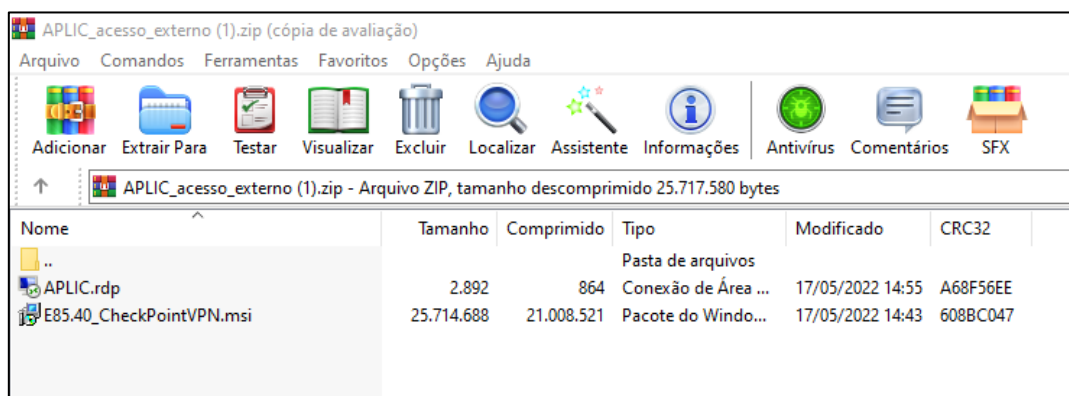 APLIC_acesso_externo (1).zip (cópia de avaliação)
Arquivo Comandos Ferramentas Favoritos Opções Ajuda
Adicionar Extrair Para Testar Visualizar Excluir Localizar Assistente Informações Antivírus Comentários SFX
APLIC_acesso_externo (1).zip - Arquivo ZIP, tamanho descomprimido 25.717.580 bytes
Nome Tamanho Comprimido Tipo Modificado CRC32
.. Pasta de arquivos
APLIC.rdp 2.892 864 Conexão de Área ... 17/05/2022 14:55 A68F56EE
E85.40_CheckPointVPN.msi 25.714.688 21.008.521 Pacote do Windo... 17/05/2022 14:43 608BC047